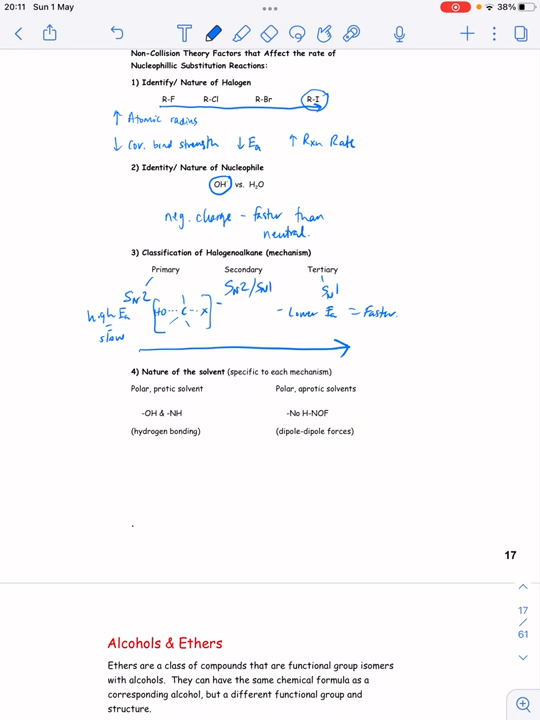 20:11 Sun 1 May
38%
Non-Collision Theory Factors that Affect the rate of
Nucleophillic Substitution Reactions:
1) Identify/ Nature of Halogen
R-F R-Cl R-Br R-I
↑ Atomic radius
↓ Cov. bond strength ↓ Ea ↑ Rxn Rate
2) Identity/ Nature of Nucleophile
OH⁻ vs. H₂O
neg. charge - faster than
neutral.
3) Classification of Halogenoalkane (mechanism)
Primary Secondary Tertiary
SN2 SN2/SN1 SN1
high Ea [HO---C---X]⁻ - Lower Ea = Faster.
=
slow
4) Nature of the solvent (specific to each mechanism)
Polar, protic solvent Polar, aprotic solvents
-OH & -NH -No H-NOF
(hydrogen bonding) (dipole-dipole forces)
.
17
17
/
61
Alcohols & Ethers
Ethers are a class of compounds that are functional group isomers
with alcohols. They can have the same chemical formula as a
corresponding alcohol, but a different functional group and
structure.